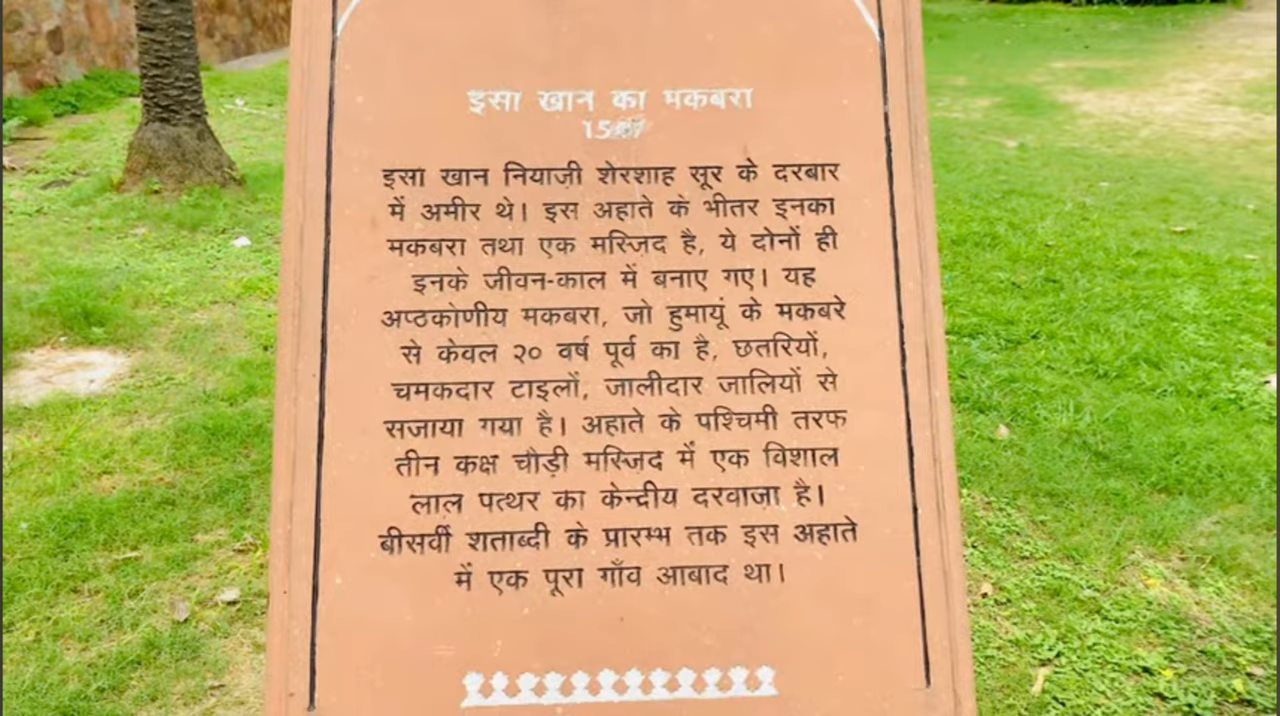 इसा खान का मकबरा
इसा खान नियाज़ी शेरशाह सूर के दरबार
में अमीर थे। इस अहाते के भीतर इनका
मकबरा तथा एक मस्जिद है, ये दोनों ही
इनके जीवन-काल में बनाए गए। यह
अष्ठकोणीय मकबरा, जो हुमायूं के मकबरे
से केवल २० वर्ष पूर्व का है, छतरियों,
चमकदार टाइलों, जालीदार जालियों से
सजाया गया है। अहाते के पश्चिमी तरफ
तीन कक्ष चौड़ी मस्जिद में एक विशाल
लाल पत्थर का केन्द्रीय दरवाजा है।
बीसवीं शताब्दी के प्रारम्भ तक इस अहाते
में एक पूरा गाँव आबाद था।